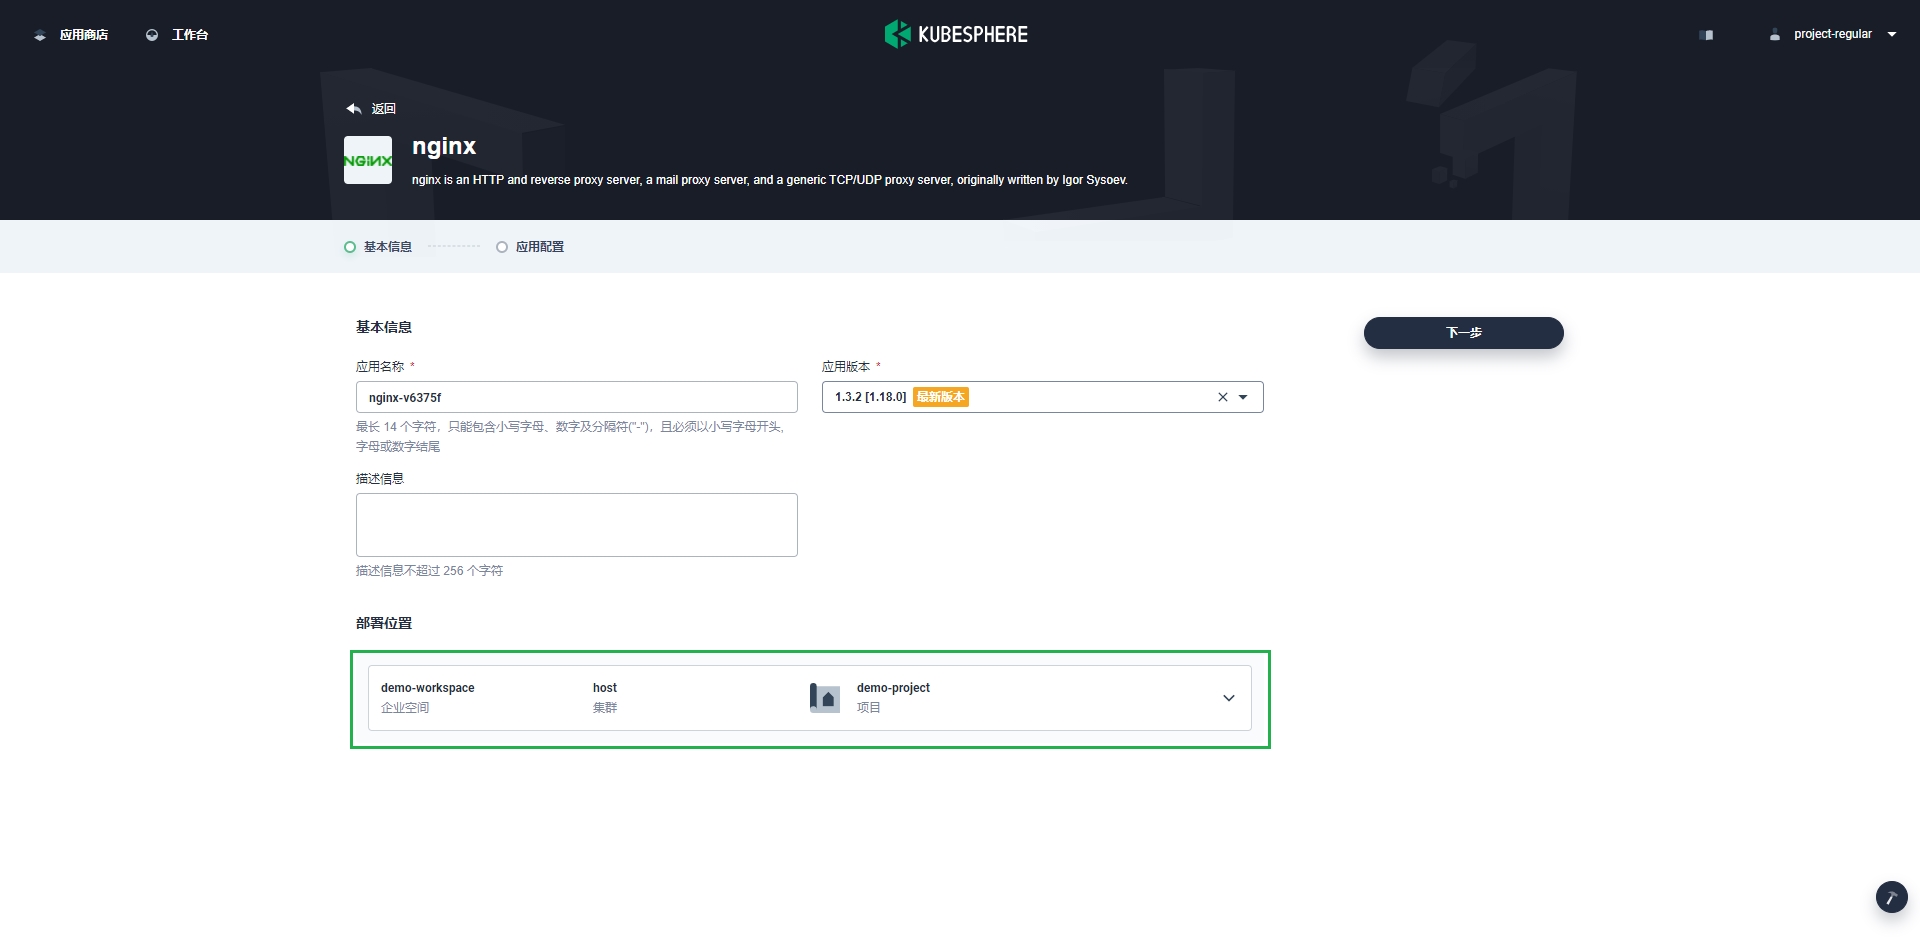 应用商店
工作台
KUBESPHERE
project-regular
返回
NGINX
nginx
nginx is an HTTP and reverse proxy server, a mail proxy server, and a generic TCP/UDP proxy server, originally written by Igor Sysoev.
基本信息
应用配置
基本信息
下一步
应用名称 *
应用版本 *
nginx-v6375f
1.3.2 [1.18.0] 最新版本
最长 14 个字符，只能包含小写字母、数字及分隔符("-")，且必须以小写字母开头,
字母或数字结尾
描述信息
描述信息不超过 256 个字符
部署位置
demo-workspace
企业空间
host
集群
demo-project
项目